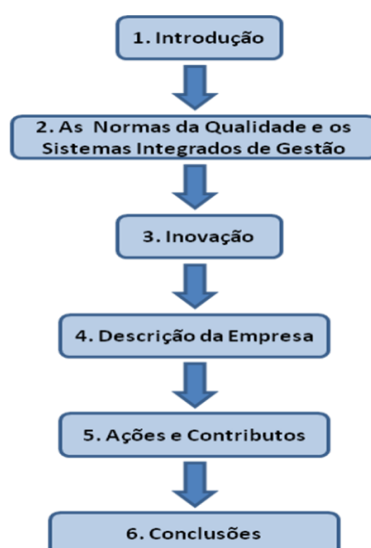 1. Introdução
2. As Normas da Qualidade e os
Sistemas Integrados de Gestão
3. Inovação
4. Descrição da Empresa
5. Ações e Contributos
6. Conclusões